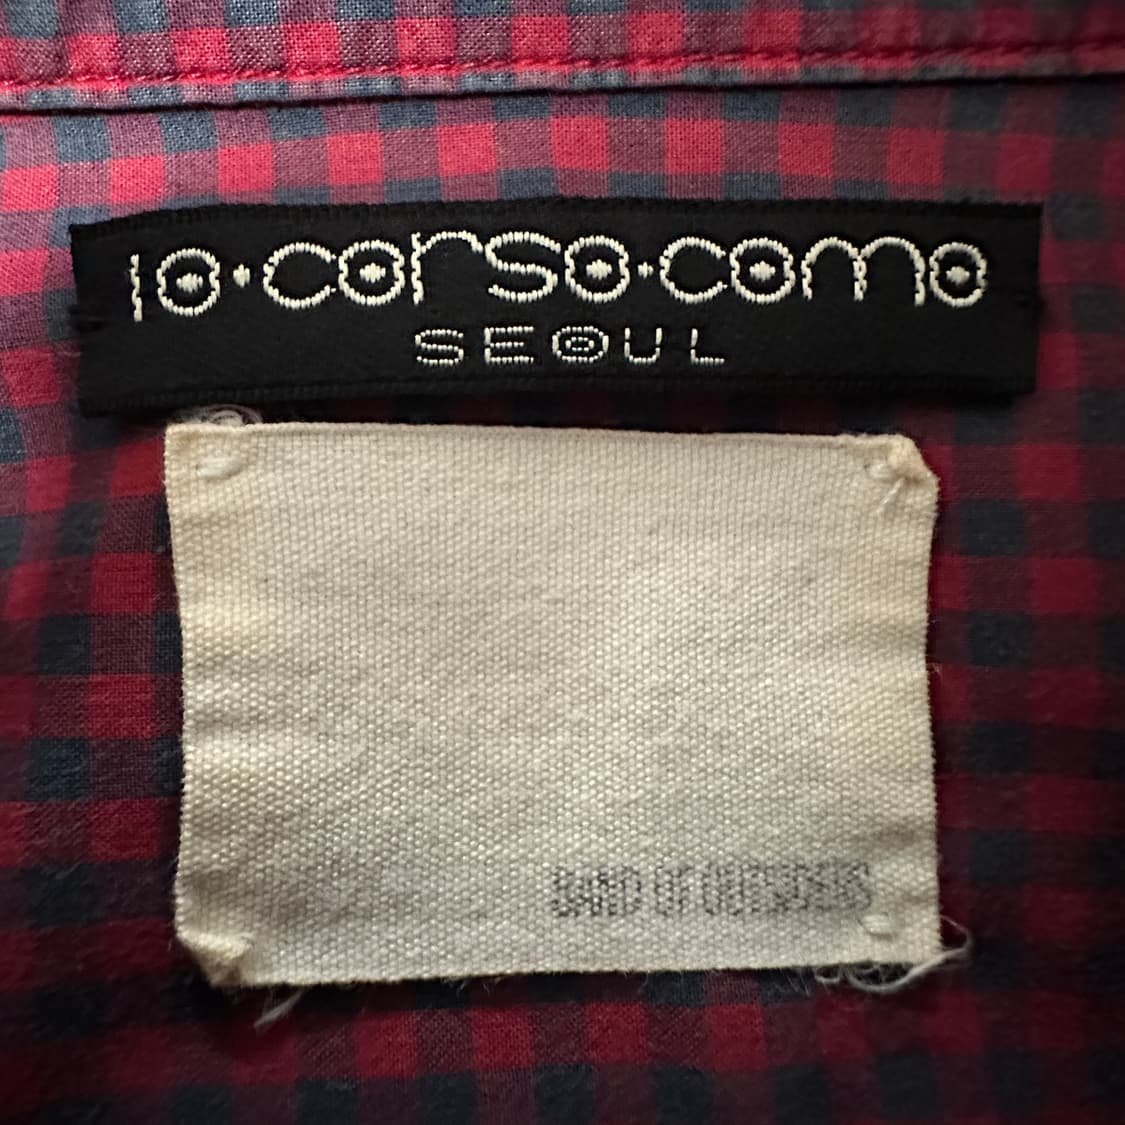 10·corso·como
SEOUL
BAND OF OUTSIDERS